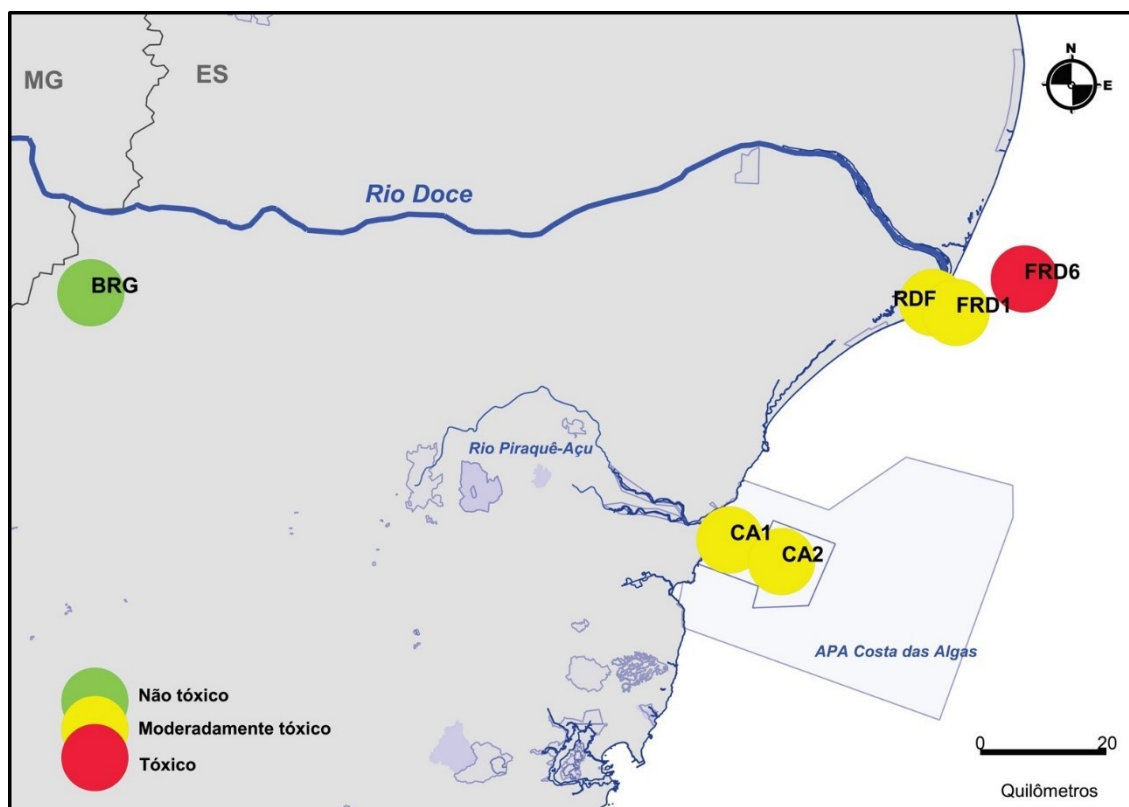 N
E
MG
ES
Rio Doce
BRG
FRD6
RDF
FRD1
Rio Piraquê-Açu
CA1
CA2
APA Costa das Algas
Não tóxico
Moderadamente tóxico
Tóxico
0 20
Quilômetros